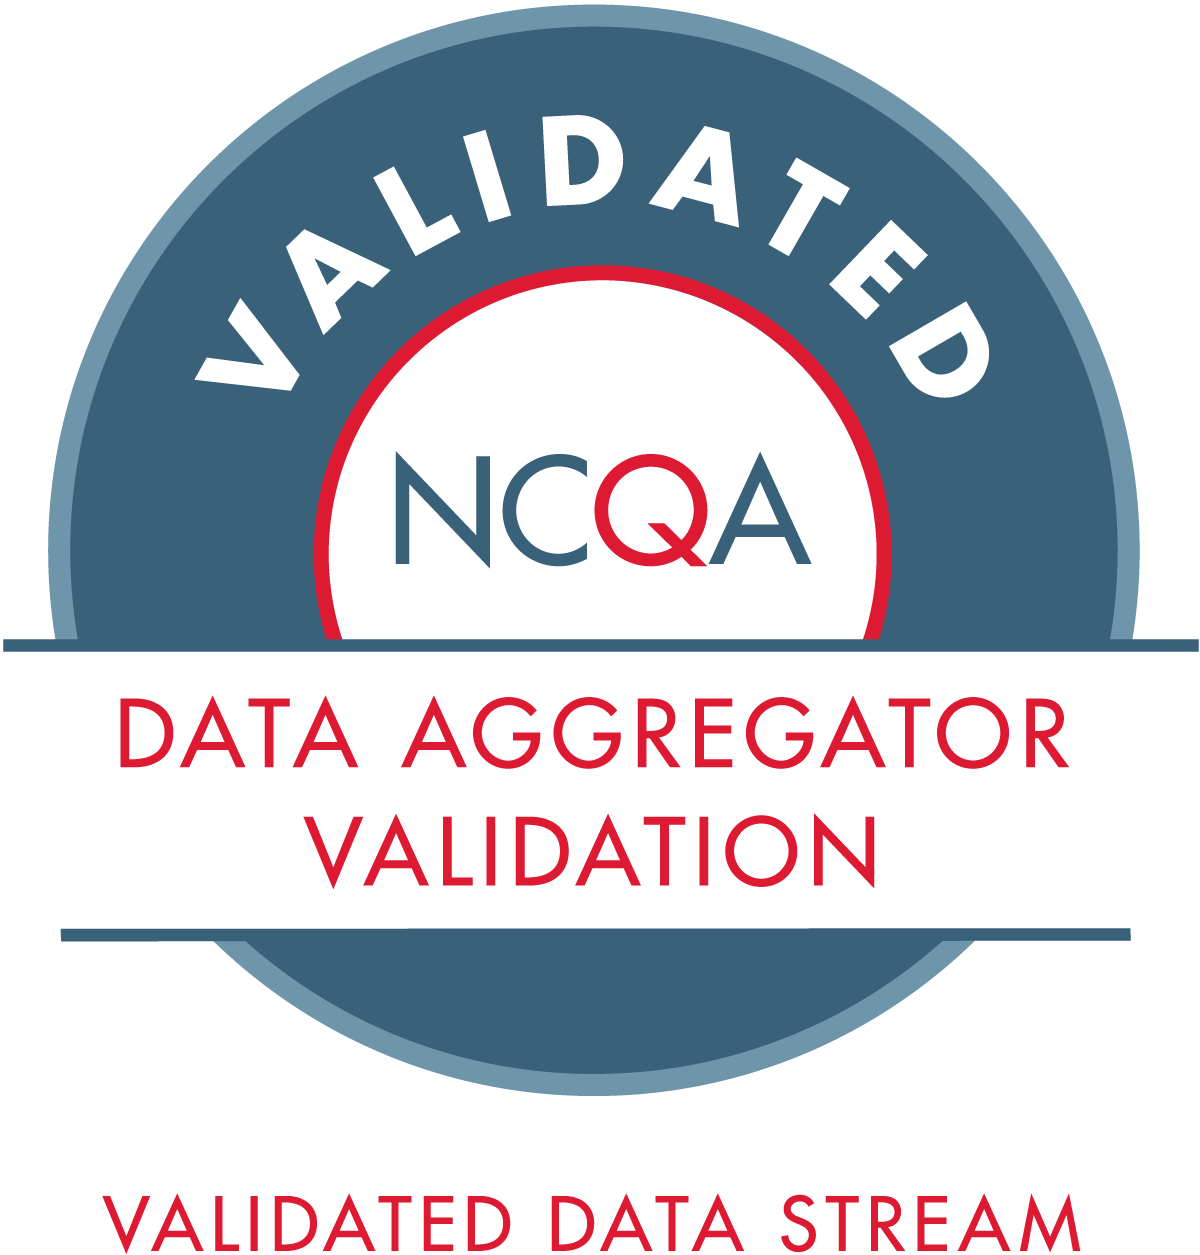 VALIDATED
NCQA
DATA AGGREGATOR
VALIDATION
VALIDATED DATA STREAM